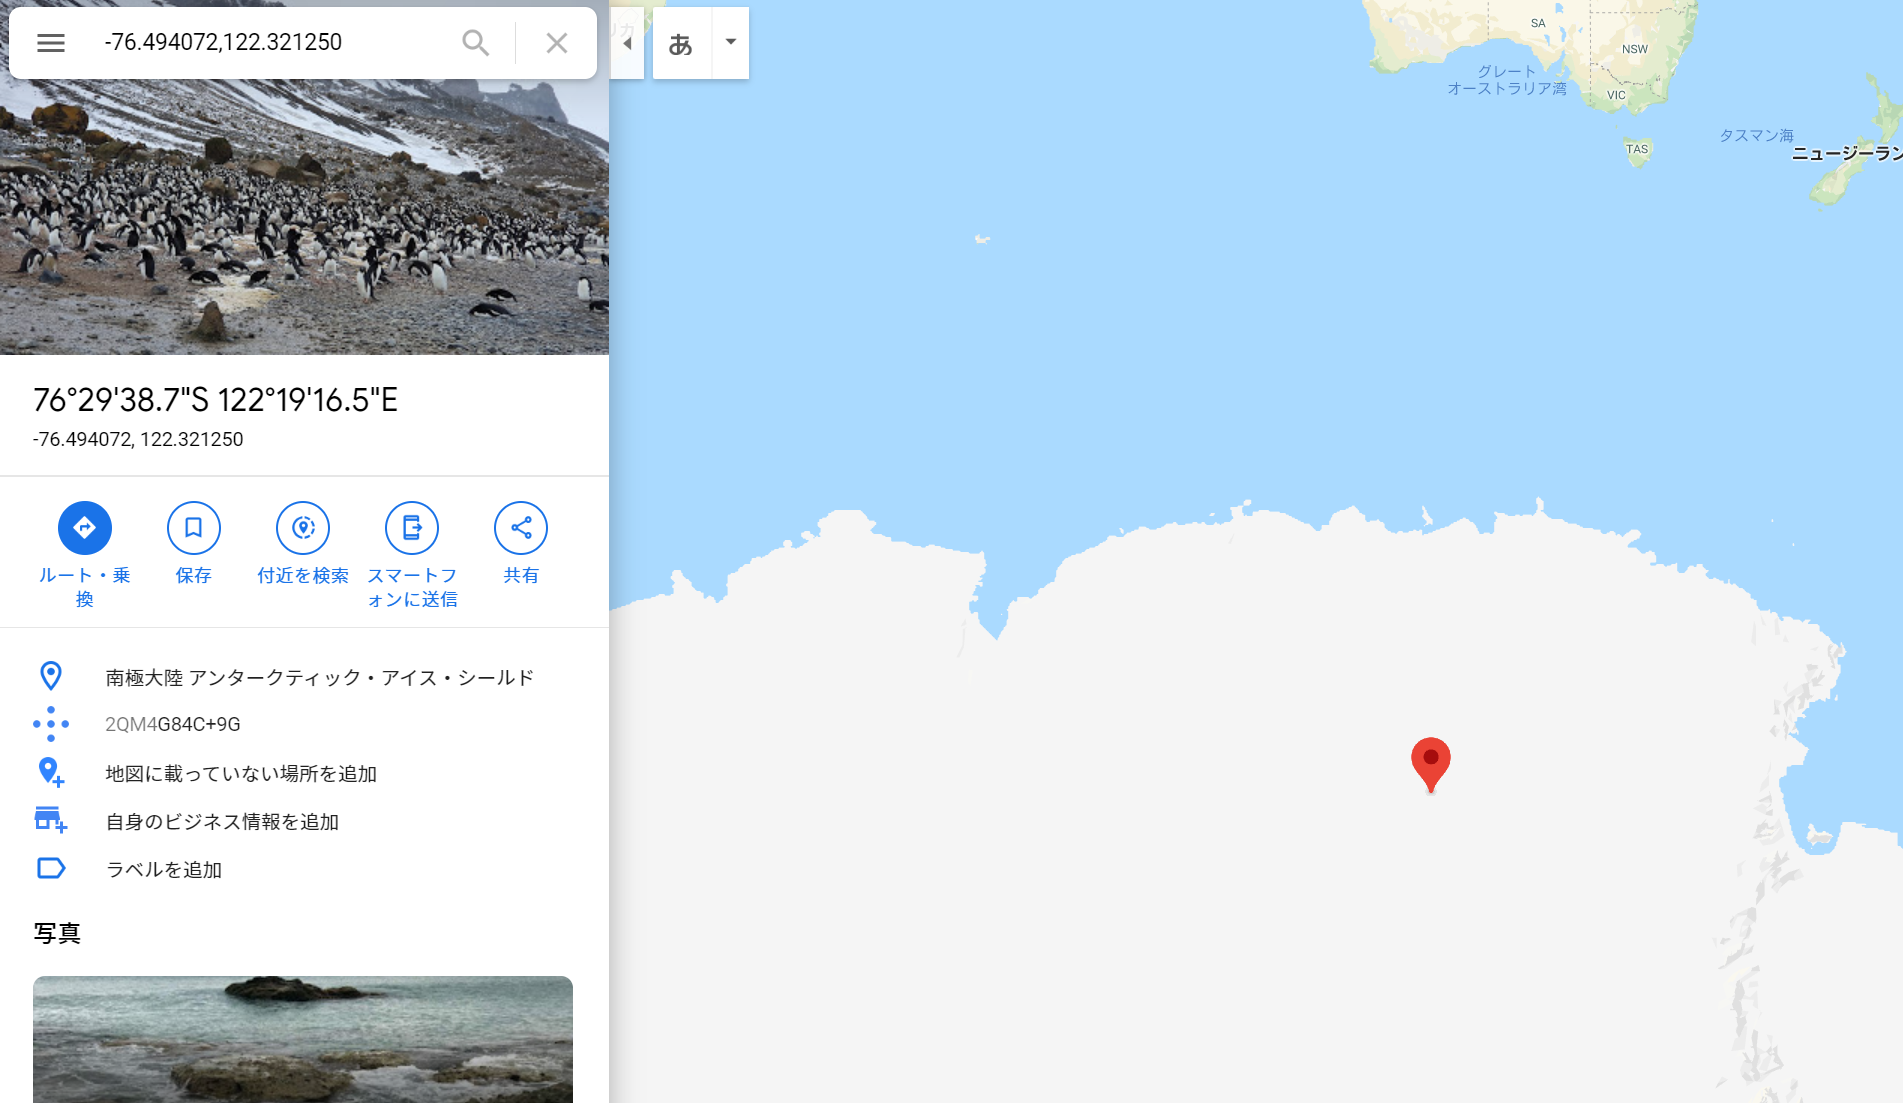 -76.494072,122.321250
あ
76°29'38.7"S 122°19'16.5"E
-76.494072, 122.321250
ルート・乗
換
保存
付近を検索
スマートフ
ォンに送信
共有
南極大陸 アンタークティック・アイス・シールド
2QM4G84C+9G
地図に載っていない場所を追加
自身のビジネス情報を追加
ラベルを追加
写真
SA
NSW
グレート
オーストラリア湾
VIC
タスマン海
TAS
ニュージーラン